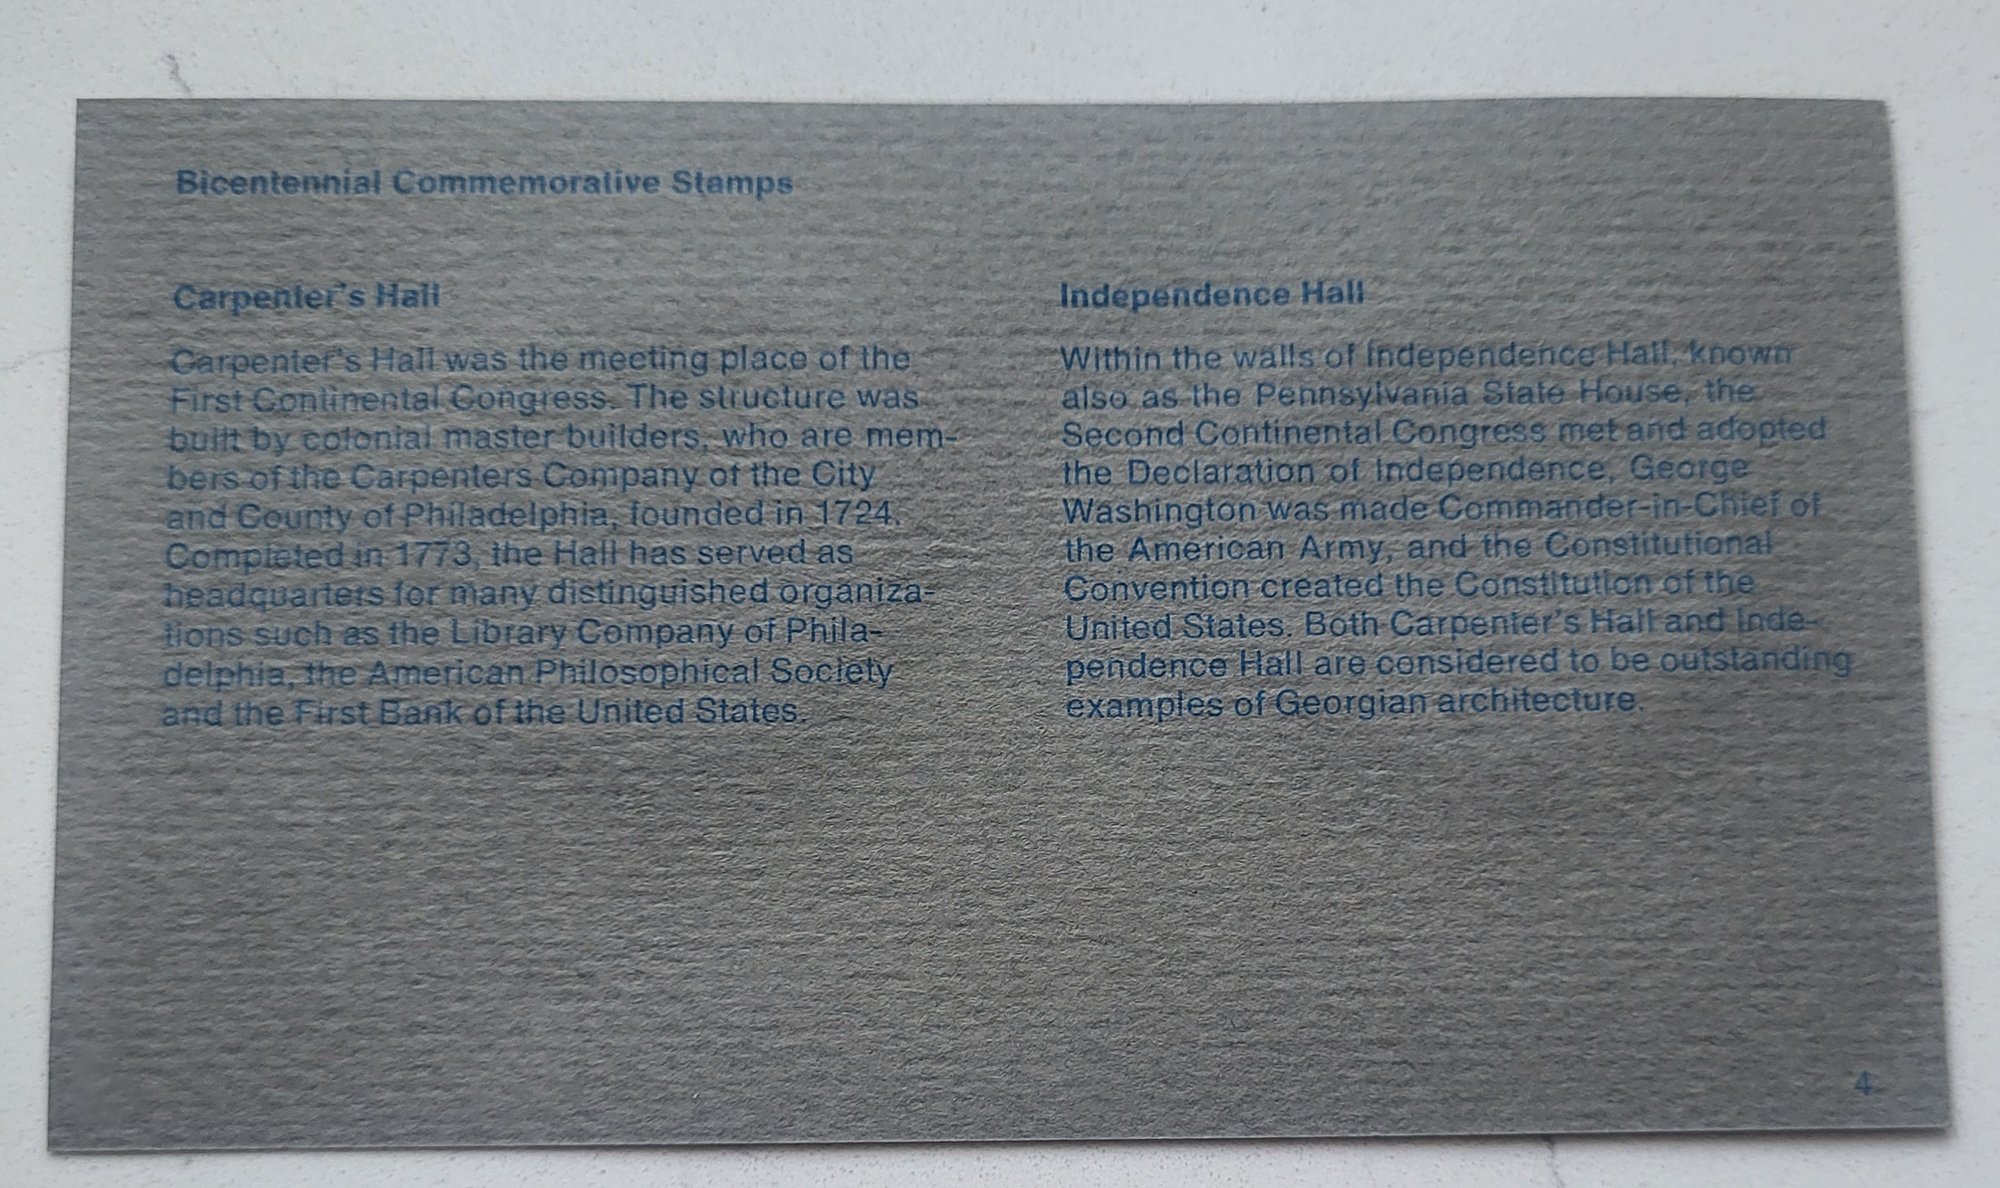 Bicentennial Commemorative Stamps
Carpenter's Hall
Carpenter's Hall was the meeting place of the
First Continental Congress. The structure was
built by colonial master builders, who are mem-
bers of the Carpenters Company of the City
and County of Philadelphia, founded in 1724.
Completed in 1773, the Hall has served as
headquarters for many distinguished organiza-
tions such as the Library Company of Phila-
delphia, the American Philosophical Society
and the First Bank of the United States.
Independence Hall
Within the walls of Independence Hall, known
also as the Pennsylvania State House, the
Second Continental Congress met and adopted
the Declaration of Independence, George
Washington was made Commander-in-Chief of
the American Army, and the Constitutional
Convention created the Constitution of the
United States. Both Carpenter's Hall and Inde-
pendence Hall are considered to be outstanding
examples of Georgian architecture.
4